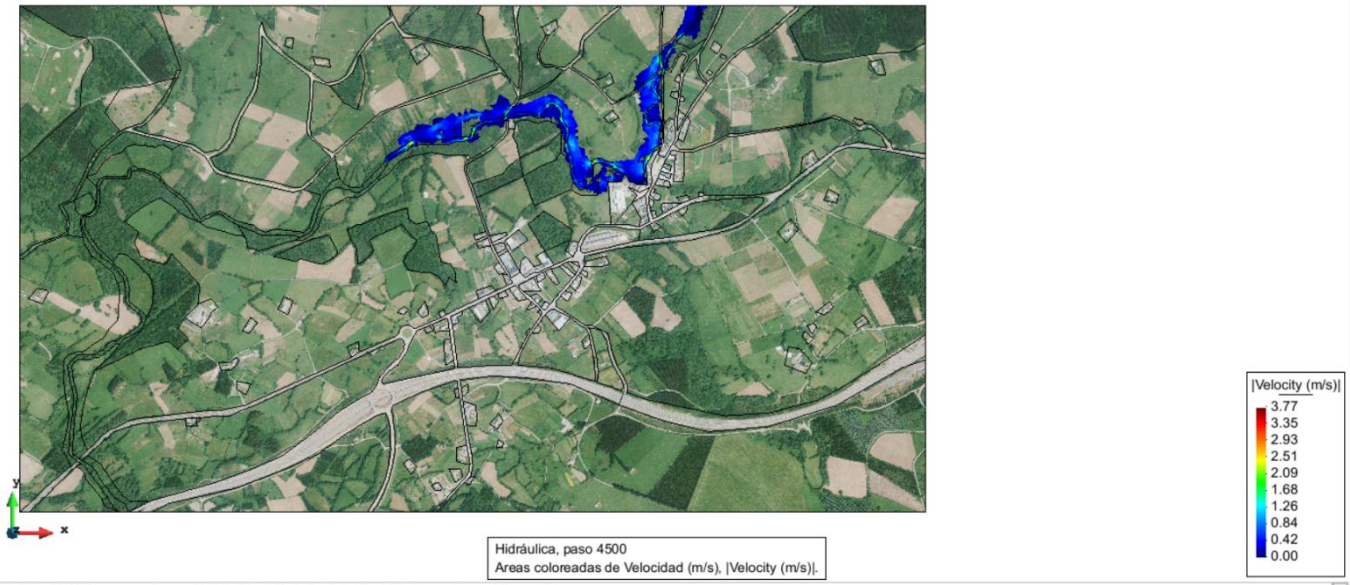 |Velocity (m/s)|
3.77
3.35
2.93
2.51
2.09
1.68
1.26
0.84
0.42
0.00
y
x
Hidráulica, paso 4500
Areas coloreadas de Velocidad (m/s), |Velocity (m/s)|.